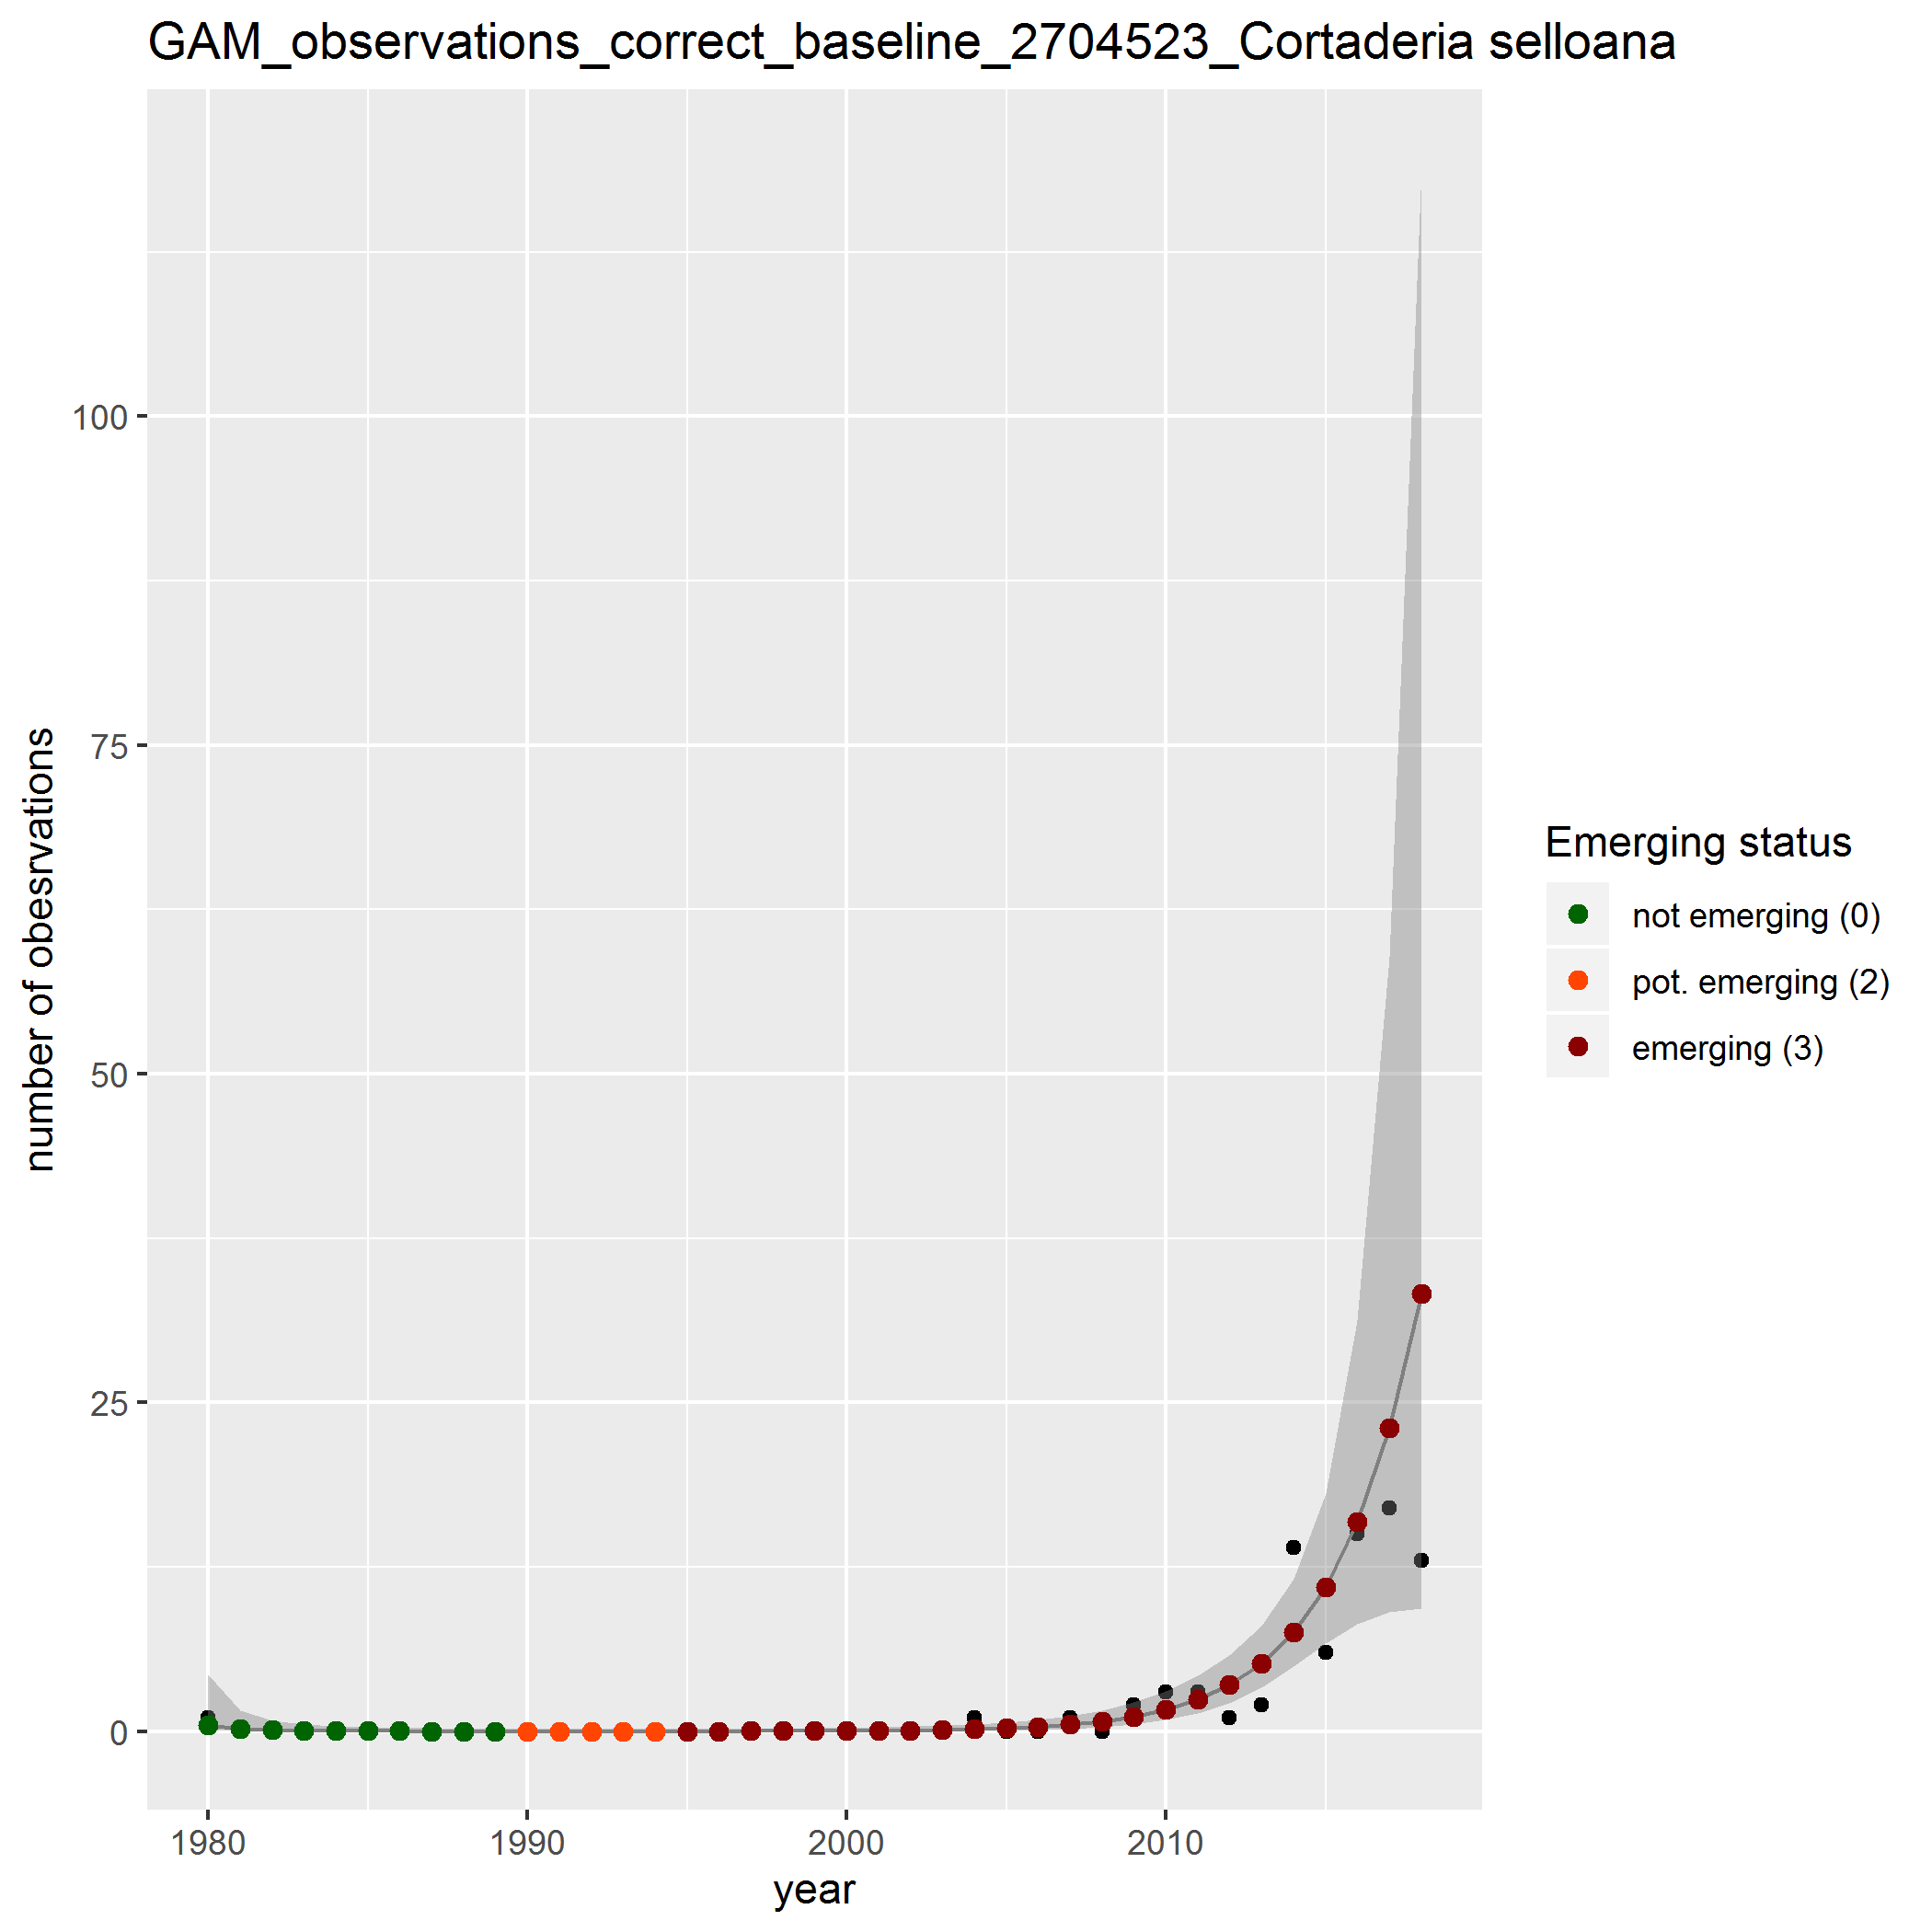 GAM_observations_correct_baseline_2704523_Cortaderia selloana
number of obesrvations
100
75
50
25
0
1980
1990
2000
2010
year
Emerging status
not emerging (0)
pot. emerging (2)
emerging (3)